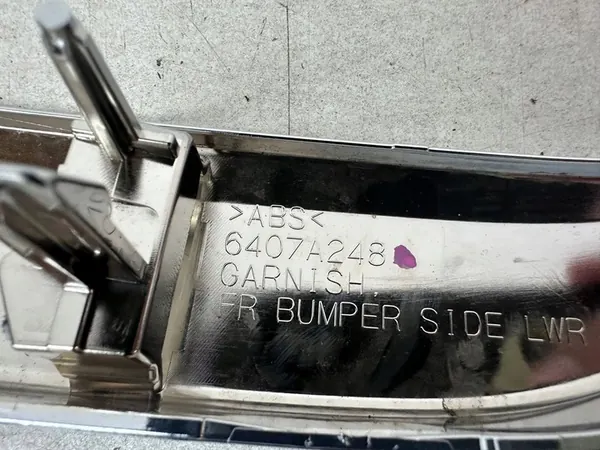 >ABS<
6407A248
GARNISH,
FR BUMPER SIDE LWR